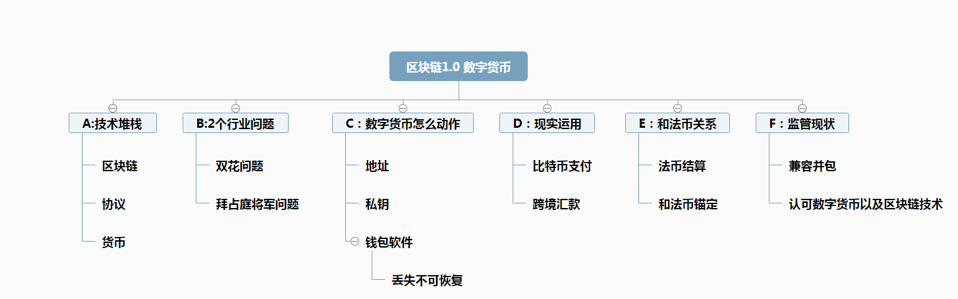 区块链1.0 数字货币
A:技术堆栈
区块链
协议
货币
B:2个行业问题
双花问题
拜占庭将军问题
C：数字货币怎么动作
地址
私钥
钱包软件
丢失不可恢复
D：现实运用
比特币支付
跨境汇款
E：和法币关系
法币结算
和法币锚定
F：监管现状
兼容井包
认可数字货币以及区块链技术